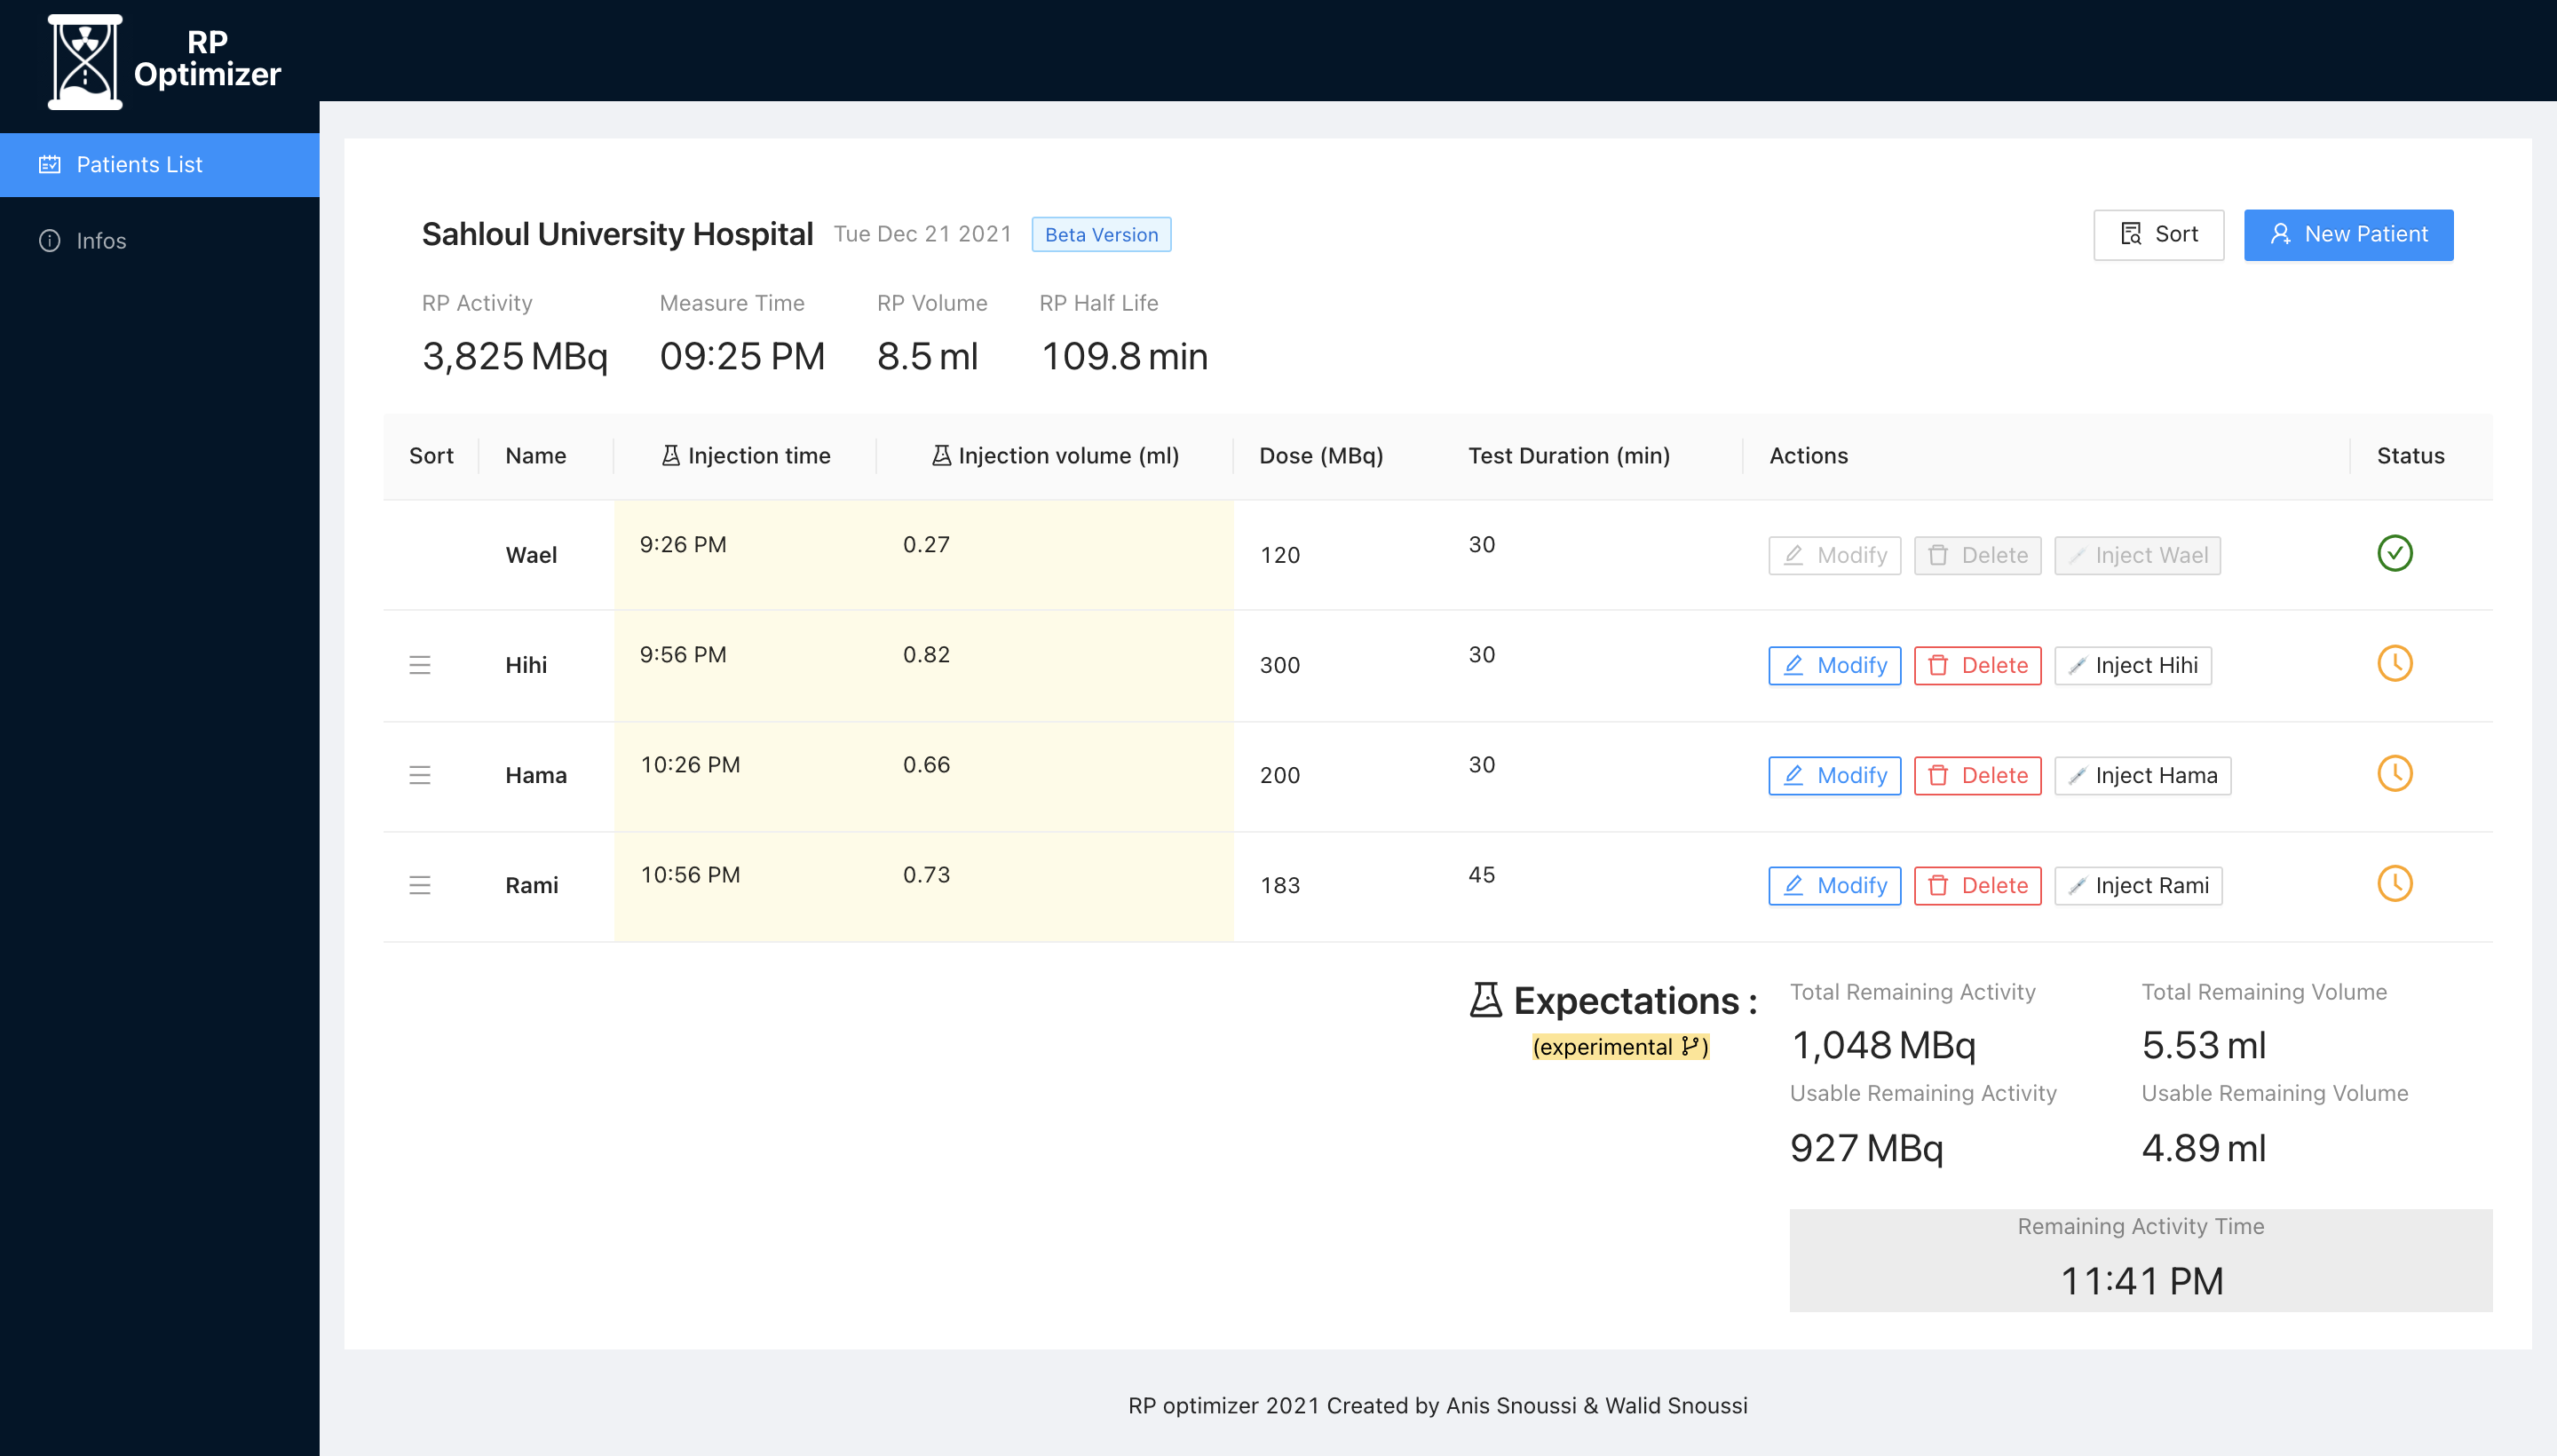 RP
Optimizer
Patients List
Infos
Sahloul University Hospital Tue Dec 21 2021 Beta Version
Sort New Patient
RP Activity Measure Time RP Volume RP Half Life
3,825 MBq 09:25 PM 8.5 ml 109.8 min
Sort Name Injection time Injection volume (ml) Dose (MBq) Test Duration (min) Actions Status
Wael 9:26 PM 0.27 120 30 Modify Delete Inject Wael
Hihi 9:56 PM 0.82 300 30 Modify Delete Inject Hihi
Hama 10:26 PM 0.66 200 30 Modify Delete Inject Hama
Rami 10:56 PM 0.73 183 45 Modify Delete Inject Rami
Expectations :
(experimental )
Total Remaining Activity Total Remaining Volume
1,048 MBq 5.53 ml
Usable Remaining Activity Usable Remaining Volume
927 MBq 4.89 ml
Remaining Activity Time
11:41 PM
RP optimizer 2021 Created by Anis Snoussi & Walid Snoussi